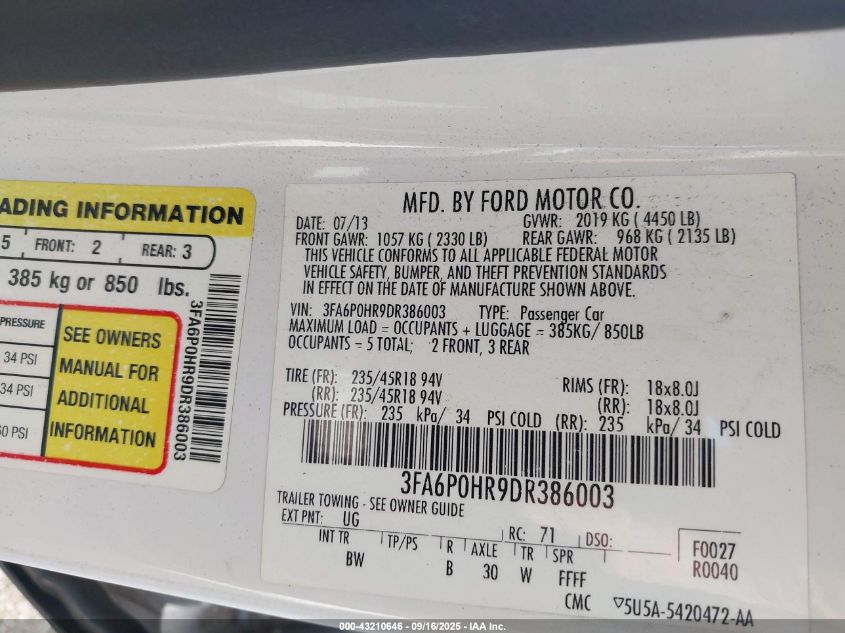 ADING INFORMATION
5 FRONT: 2 REAR: 3
385 kg or 850 lbs.
PRESSURE
34 PSI
34 PSI
60 PSI
SEE OWNERS
MANUAL FOR
ADDITIONAL
INFORMATION
3FA6P0HR9DR386003
MFD. BY FORD MOTOR CO.
DATE: 07/13 GVWR: 2019 KG ( 4450 LB)
FRONT GAWR: 1057 KG ( 2330 LB) REAR GAWR: 968 KG ( 2135 LB)
THIS VEHICLE CONFORMS TO ALL APPLICABLE FEDERAL MOTOR
VEHICLE SAFETY, BUMPER, AND THEFT PREVENTION STANDARDS
IN EFFECT ON THE DATE OF MANUFACTURE SHOWN ABOVE.
VIN: 3FA6P0HR9DR386003 TYPE: Passenger Car
MAXIMUM LOAD = OCCUPANTS + LUGGAGE = 385KG/ 850LB
OCCUPANTS = 5 TOTAL; 2 FRONT, 3 REAR
TIRE (FR): 235/45R18 94V RIMS (FR): 18x8.0J
(RR): 235/45R18 94V (RR): 18x8.0J
PRESSURE (FR): 235 kPa/ 34 PSI COLD (RR): 235 kPa/ 34 PSI COLD
3FA6P0HR9DR386003
TRAILER TOWING - SEE OWNER GUIDE
EXT PNT: UG RC: 71 DSO: F0027
INT TR TP/PS R AXLE TR SPR R0040
BW B 30 W FFFF
CMC ▽5U5A-5420472-AA
000-43210646 - 09/16/2025 - IAA Inc.